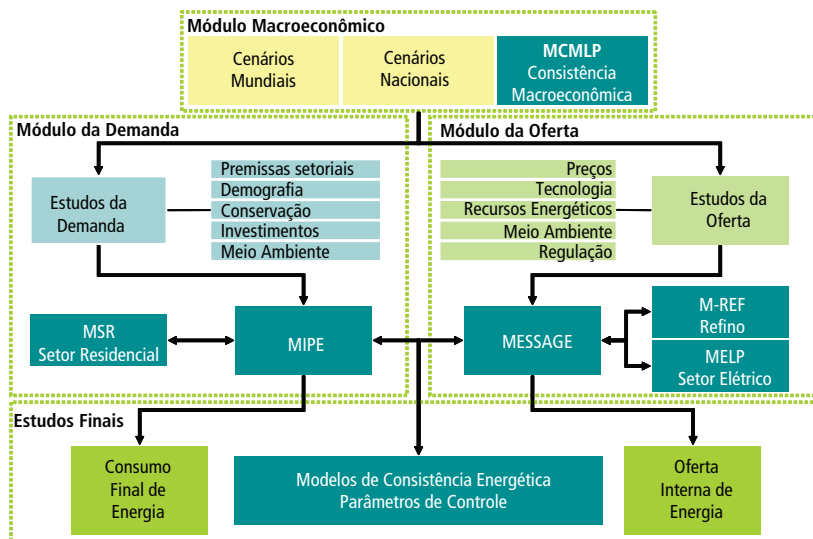 Módulo Macroeconômico
Cenários
Mundiais
Cenários
Nacionais
MCMLP
Consistência
Macroeconômica
Módulo da Demanda
Estudos da
Demanda
Premissas setoriais
Demografia
Conservação
Investimentos
Meio Ambiente
MSR
Setor Residencial
MIPE
Módulo da Oferta
Preços
Tecnologia
Recursos Energéticos
Meio Ambiente
Regulação
Estudos da
Oferta
MESSAGE
M-REF
Refino
MELP
Setor Elétrico
Estudos Finais
Consumo
Final de
Energia
Modelos de Consistência Energética
Parâmetros de Controle
Oferta
Interna de
Energia